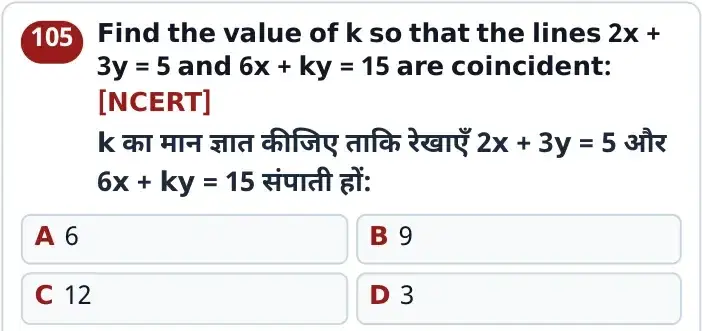 105 Find the value of k so that the lines 2x +
3y = 5 and 6x + ky = 15 are coincident:
[NCERT]
k का मान ज्ञात कीजिए ताकि रेखाएँ 2x + 3y = 5 और
6x + ky = 15 संपाती हों:
A 6
B 9
C 12
D 3